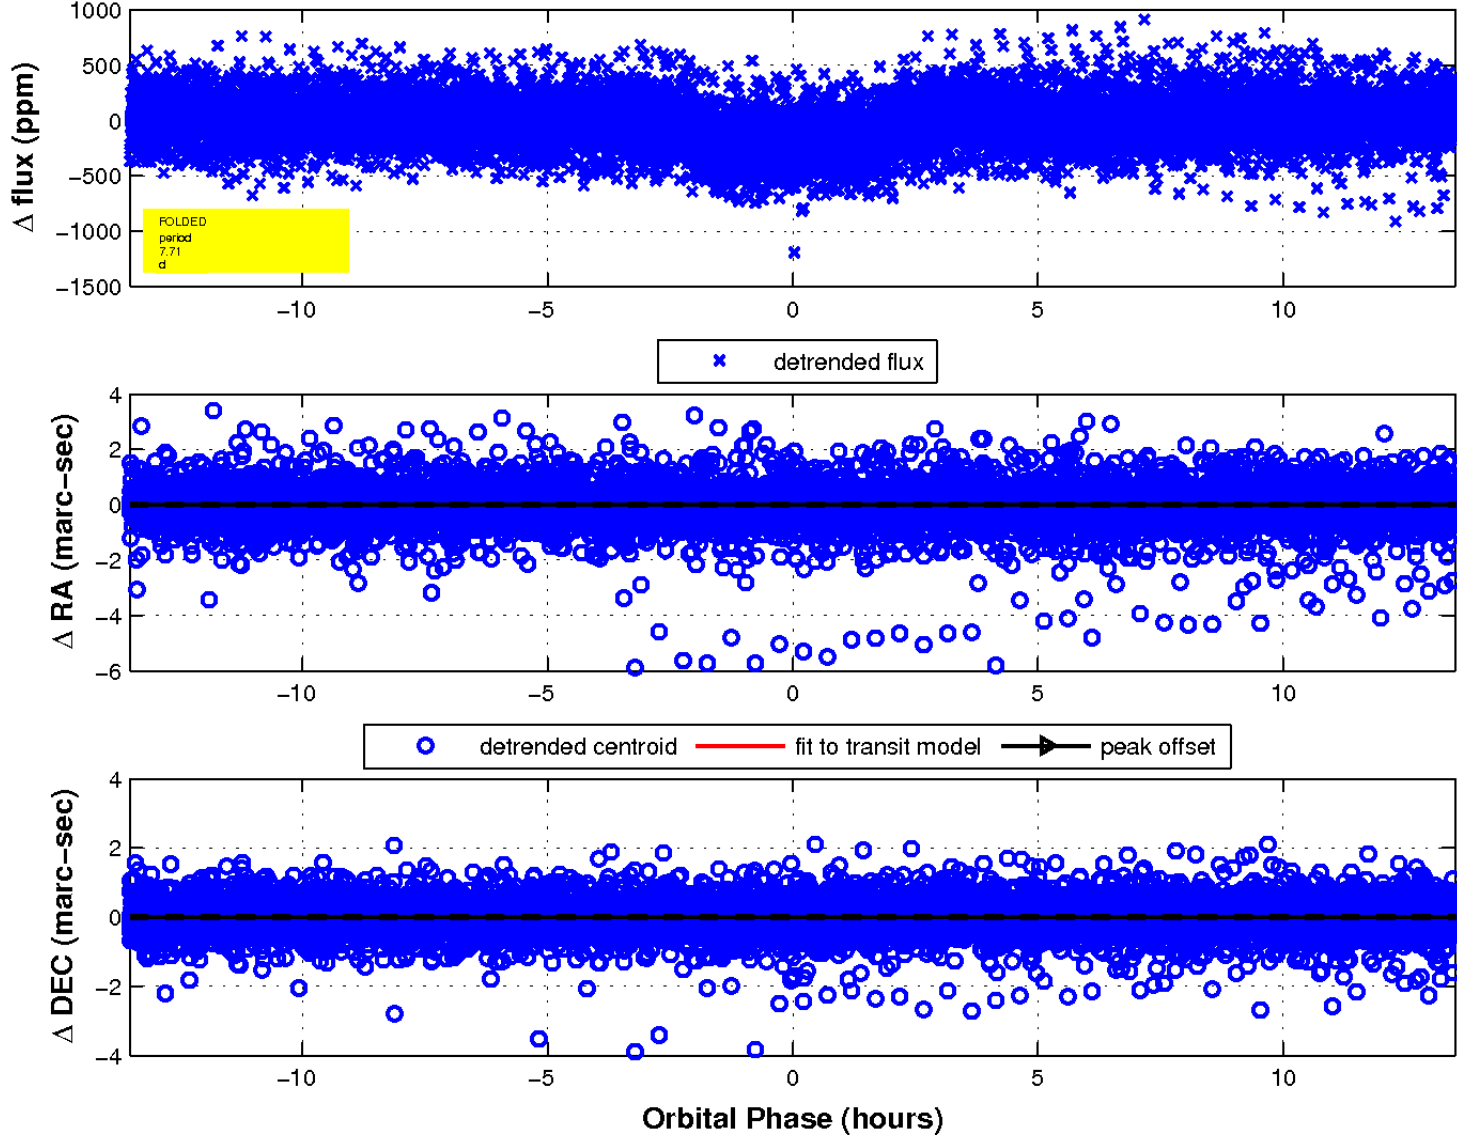 1000
500
0
−500
−1000
−1500
Δ flux (ppm)
FOLDED
period
7.71
d
−10 −5 0 5 10
detrended flux
4
2
0
−2
−4
−6
Δ RA (marc−sec)
−10 −5 0 5 10
detrended centroid fit to transit model peak offset
4
2
0
−2
−4
Δ DEC (marc−sec)
−10 −5 0 5 10
Orbital Phase (hours)